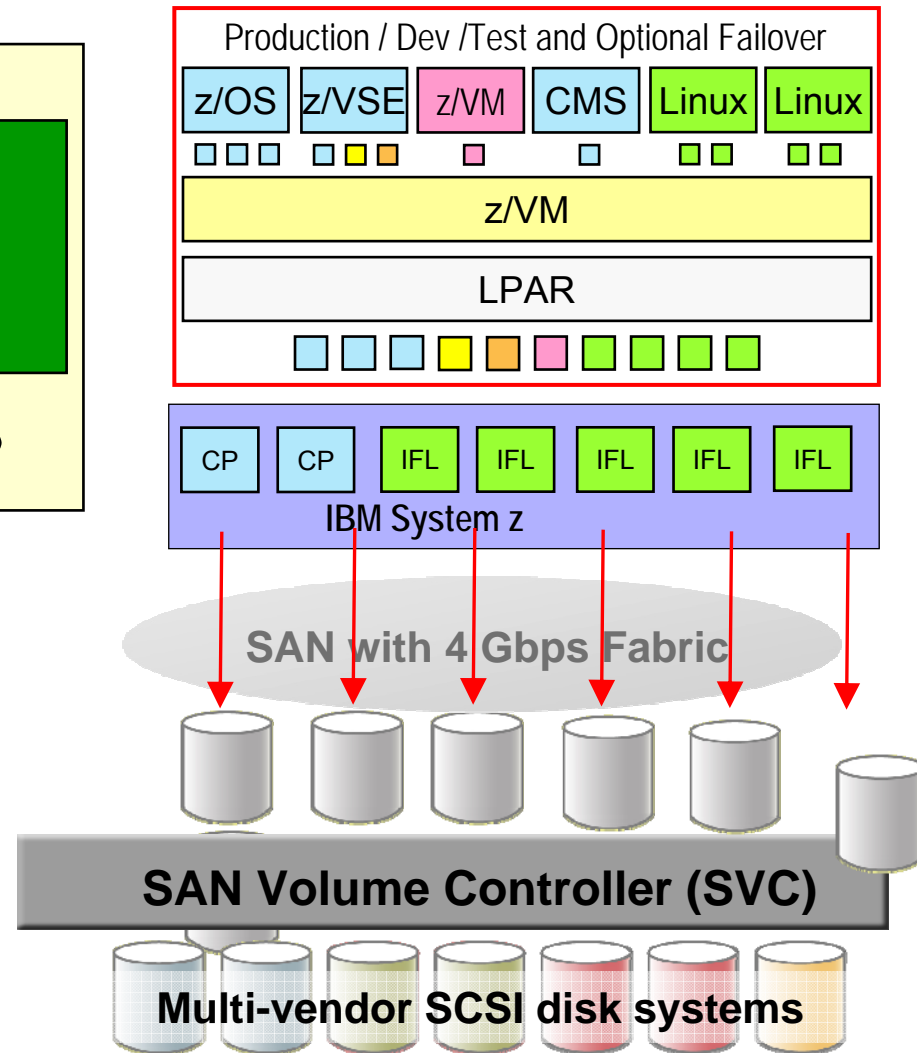 Production / Dev /Test and Optional Failover
z/OS z/VSE z/VM CMS Linux Linux
z/VM
LPAR
CP CP IFL IFL IFL IFL IFL
IBM System z
SAN with 4 Gbps Fabric
SAN Volume Controller (SVC)
Multi-vendor SCSI disk systems